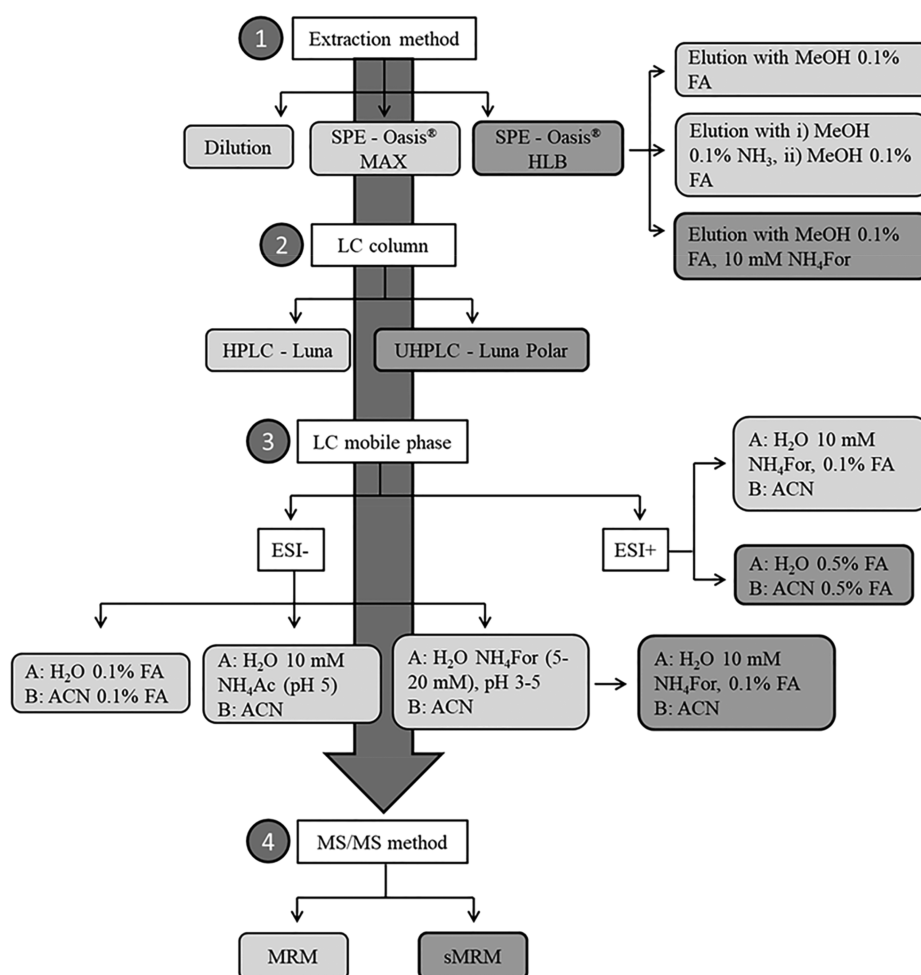 1
Extraction method
Dilution
SPE - Oasis®
MAX
SPE - Oasis®
HLB
Elution with MeOH 0.1%
FA
Elution with i) MeOH
0.1% NH₃, ii) MeOH 0.1%
FA
Elution with MeOH 0.1%
FA, 10 mM NH₄For
2
LC column
HPLC - Luna
UHPLC - Luna Polar
3
LC mobile phase
ESI-
ESI+
A: H₂O 10 mM
NH₄For, 0.1% FA
B: ACN
A: H₂O 0.5% FA
B: ACN 0.5% FA
A: H₂O 0.1% FA
B: ACN 0.1% FA
A: H₂O 10 mM
NH₄Ac (pH 5)
B: ACN
A: H₂O NH₄For (5-
20 mM), pH 3-5
B: ACN
A: H₂O 10 mM
NH₄For, 0.1% FA
B: ACN
4
MS/MS method
MRM
sMRM